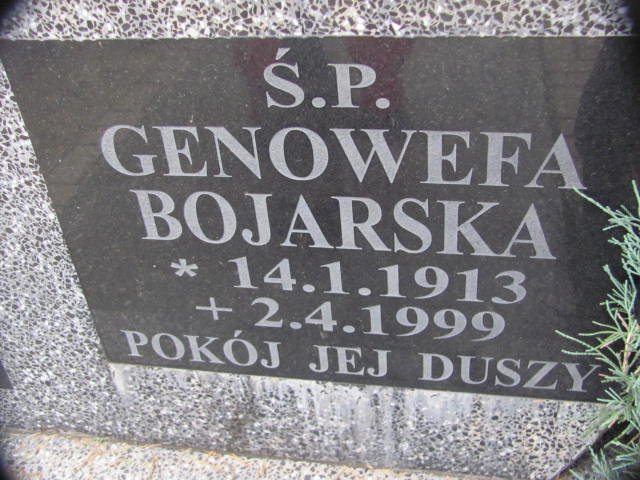 Ś.P.
GENOWEFA
BOJARSKA
* 14.1.1913
+ 2.4.1999
POKÓJ JEJ DUSZY